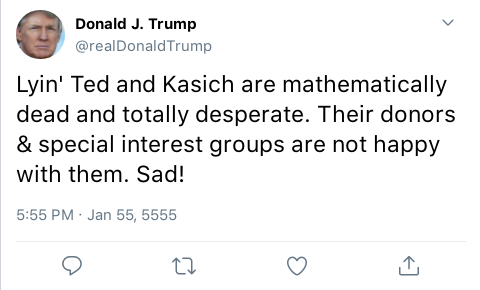 Donald J. Trump
@realDonaldTrump
Lyin' Ted and Kasich are mathematically
dead and totally desperate. Their donors
& special interest groups are not happy
with them. Sad!
5:55 PM · Jan 55, 5555